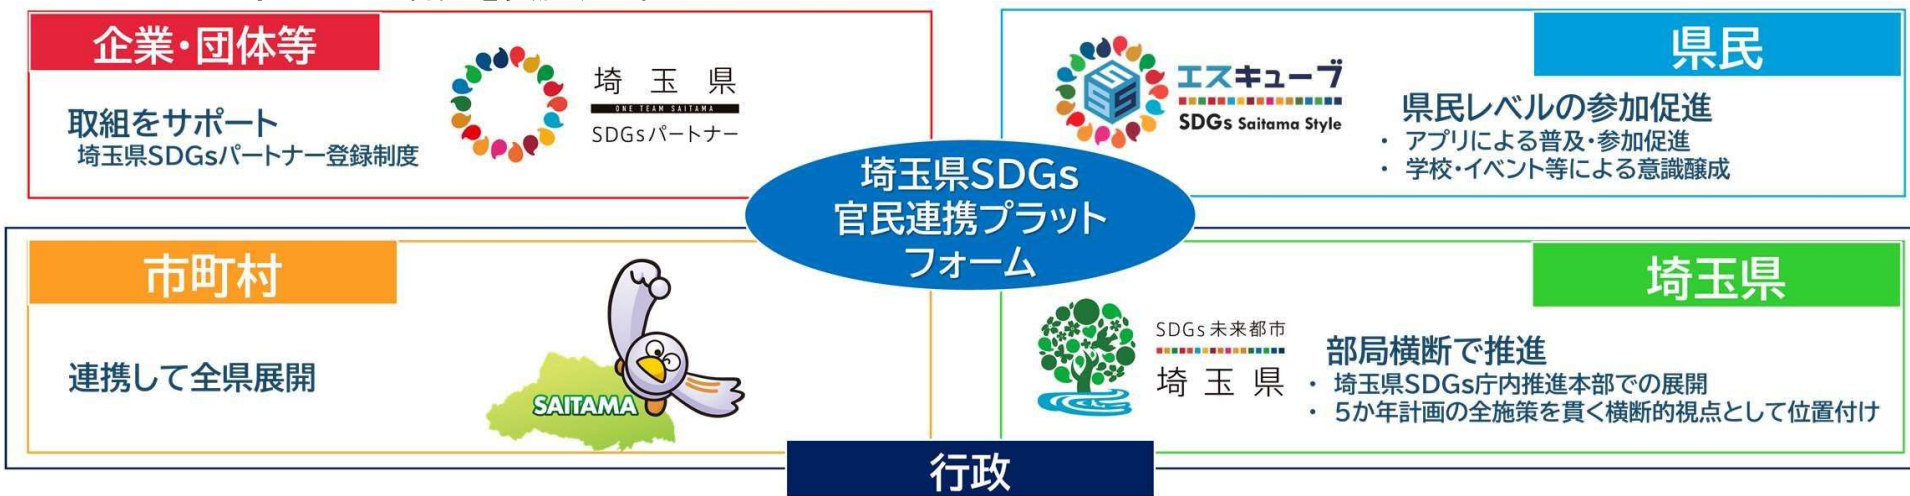 企業・団体等
取組をサポート
埼玉県SDGsパートナー登録制度
埼玉県
ONE TEAM SAITAMA
SDGsパートナー
県民
エスキューブ
SDGs Saitama Style
SSS
県民レベルの参加促進
・ アプリによる普及・参加促進
・ 学校・イベント等による意識醸成
埼玉県SDGs
官民連携プラット
フォーム
市町村
連携して全県展開
SAITAMA
埼玉県
SDGs未来都市
埼玉県
部局横断で推進
・ 埼玉県SDGs庁内推進本部での展開
・ 5か年計画の全施策を貫く横断的視点として位置付け
行政